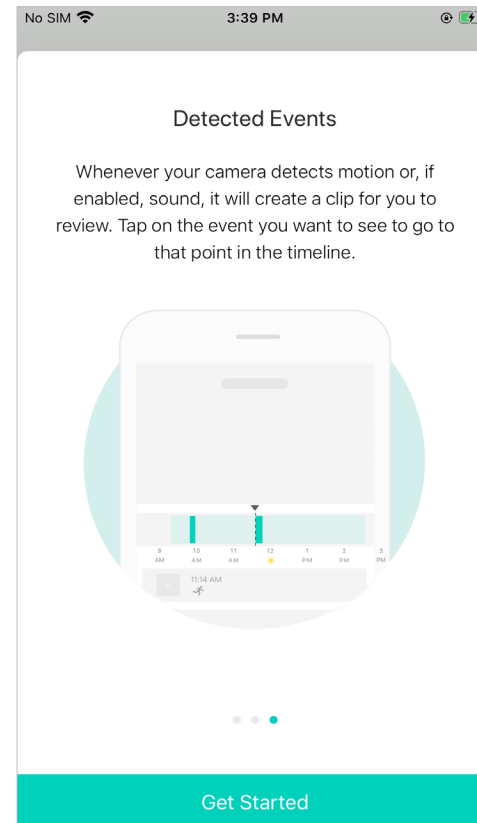 No SIM 3:39 PM
Detected Events
Whenever your camera detects motion or, if
enabled, sound, it will create a clip for you to
review. Tap on the event you want to see to go to
that point in the timeline.
9 10 11 12 1 2 3
AM AM AM PM PM PM
11:14 AM
Get Started